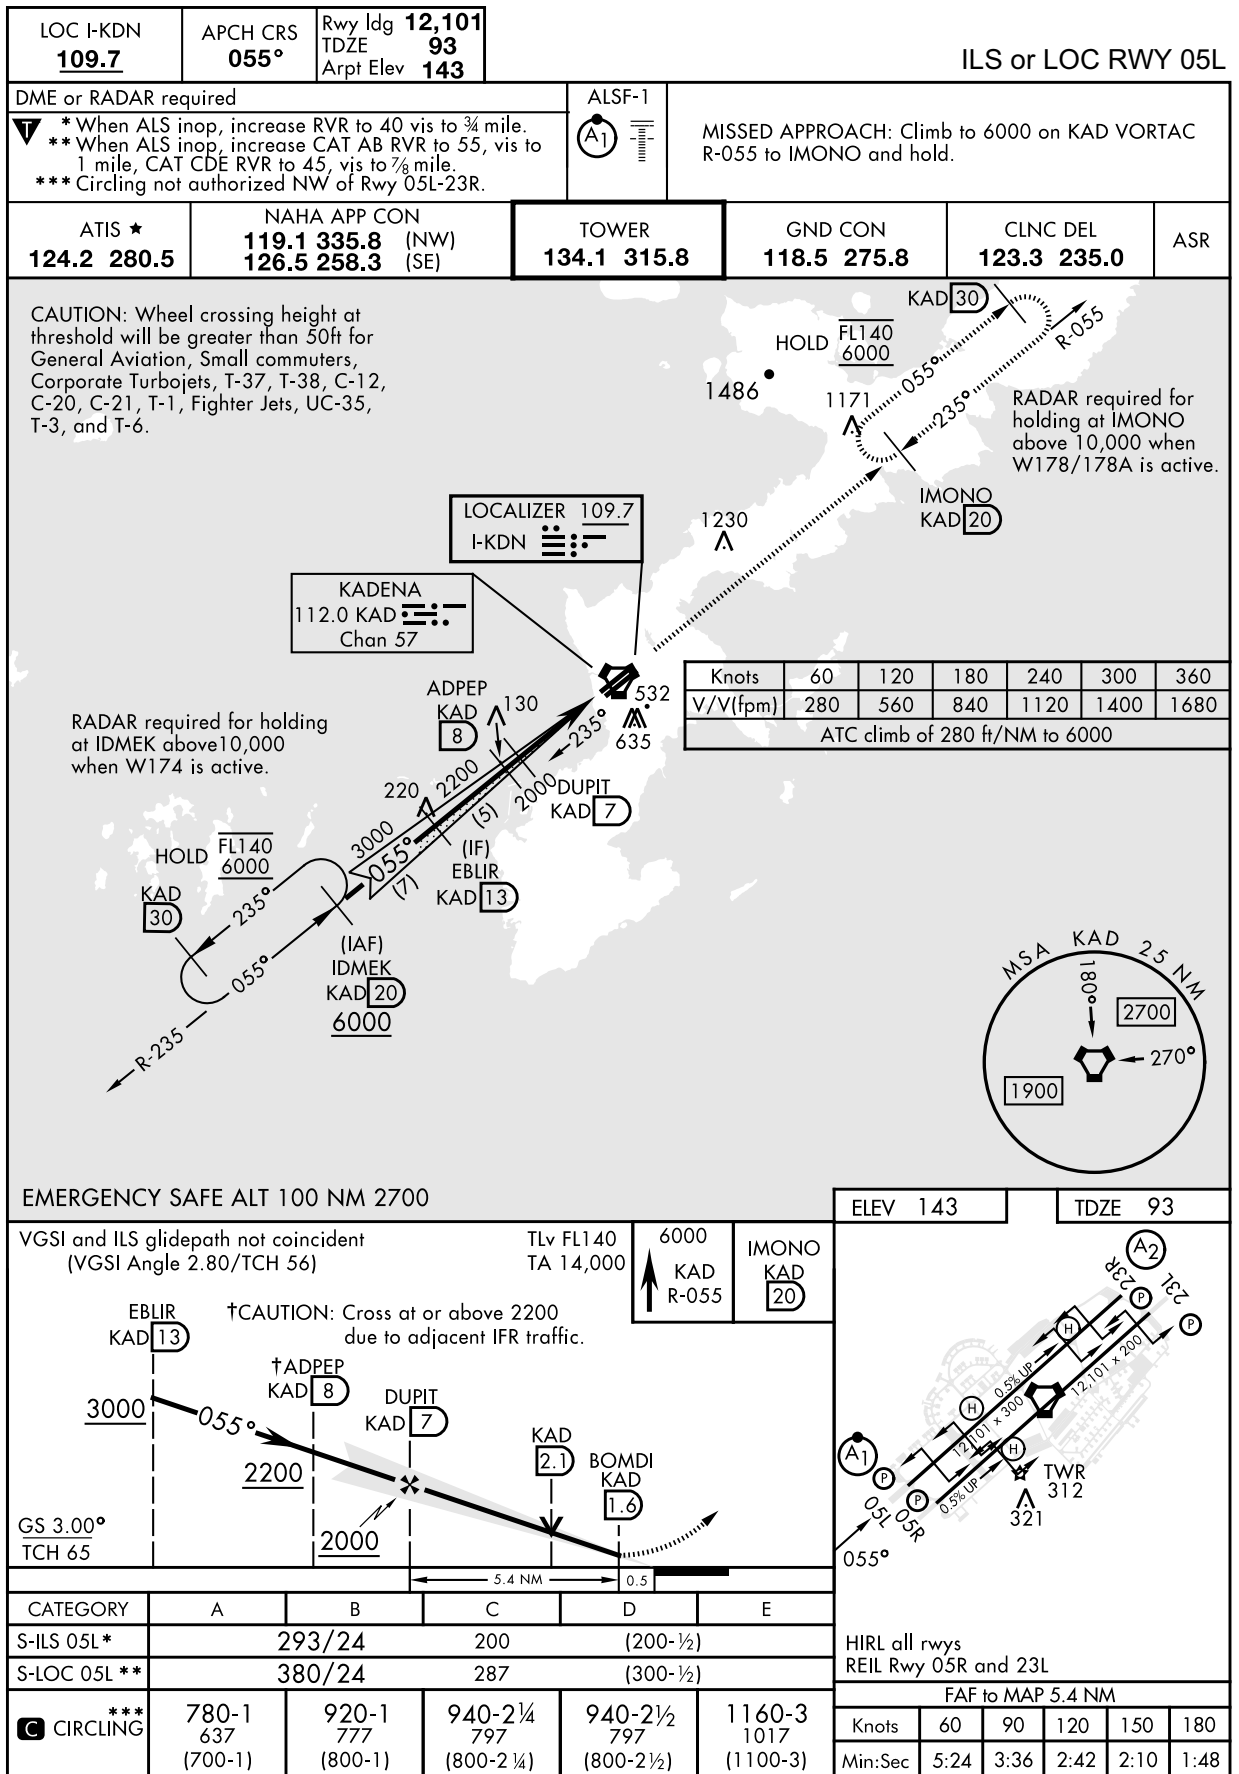 LOC I-KDN
109.7
APCH CRS
055°
Rwy ldg 12,101
TDZE 93
Arpt Elev 143
ILS or LOC RWY 05L
DME or RADAR required
T * When ALS inop, increase RVR to 40 vis to ¾ mile.
** When ALS inop, increase CAT AB RVR to 55, vis to
1 mile, CAT CDE RVR to 45, vis to ⅞ mile.
*** Circling not authorized NW of Rwy 05L-23R.
ALSF-1
A1
MISSED APPROACH: Climb to 6000 on KAD VORTAC
R-055 to IMONO and hold.
ATIS ★
124.2 280.5
NAHA APP CON
119.1 335.8 (NW)
126.5 258.3 (SE)
TOWER
134.1 315.8
GND CON
118.5 275.8
CLNC DEL
123.3 235.0
ASR
CAUTION: Wheel crossing height at
threshold will be greater than 50ft for
General Aviation, Small commuters,
Corporate Turbojets, T-37, T-38, C-12,
C-20, C-21, T-1, Fighter Jets, UC-35,
T-3, and T-6.
KAD 30
HOLD FL140
6000
R-055
055°
235°
1486
1171
RADAR required for
holding at IMONO
above 10,000 when
W178/178A is active.
IMONO
KAD 20
1230
LOCALIZER 109.7
I-KDN
KADENA
112.0 KAD
Chan 57
532
635
Knots 60 120 180 240 300 360
V/V(fpm) 280 560 840 1120 1400 1680
ATC climb of 280 ft/NM to 6000
ADPEP
KAD
8
130
235°
RADAR required for holding
at IDMEK above10,000
when W174 is active.
220
2200
2000
DUPIT
KAD 7
3000
055°
(5)
(7)
(IF)
EBLIR
KAD 13
HOLD FL140
6000
KAD
30
235°
055°
(IAF)
IDMEK
KAD 20
6000
R-235
MSA KAD 25 NM
180°
2700
270°
1900
EMERGENCY SAFE ALT 100 NM 2700
ELEV 143
TDZE 93
VGSI and ILS glidepath not coincident
(VGSI Angle 2.80/TCH 56)
TLv FL140
TA 14,000
6000
KAD
R-055
IMONO
KAD
20
EBLIR
KAD 13
†CAUTION: Cross at or above 2200
due to adjacent IFR traffic.
†ADPEP
KAD 8
DUPIT
KAD 7
3000
055°
2200
KAD
2.1
BOMDI
KAD
1.6
GS 3.00°
TCH 65
2000
5.4 NM
0.5
A2
23R
23L
P
P
H
0.5% UP
12,101 x 200
H
12,101 x 300
H
A1
P
P
0.5% UP
05L
05R
TWR
312
321
055°
HIRL all rwys
REIL Rwy 05R and 23L
CATEGORY A B C D E
S-ILS 05L* 293/24 200 (200-½)
S-LOC 05L ** 380/24 287 (300-½)
C CIRCLING ***
780-1 920-1 940-2¼ 940-2½ 1160-3
637 777 797 797 1017
(700-1) (800-1) (800-2¼) (800-2½) (1100-3)
FAF to MAP 5.4 NM
Knots 60 90 120 150 180
Min:Sec 5:24 3:36 2:42 2:10 1:48